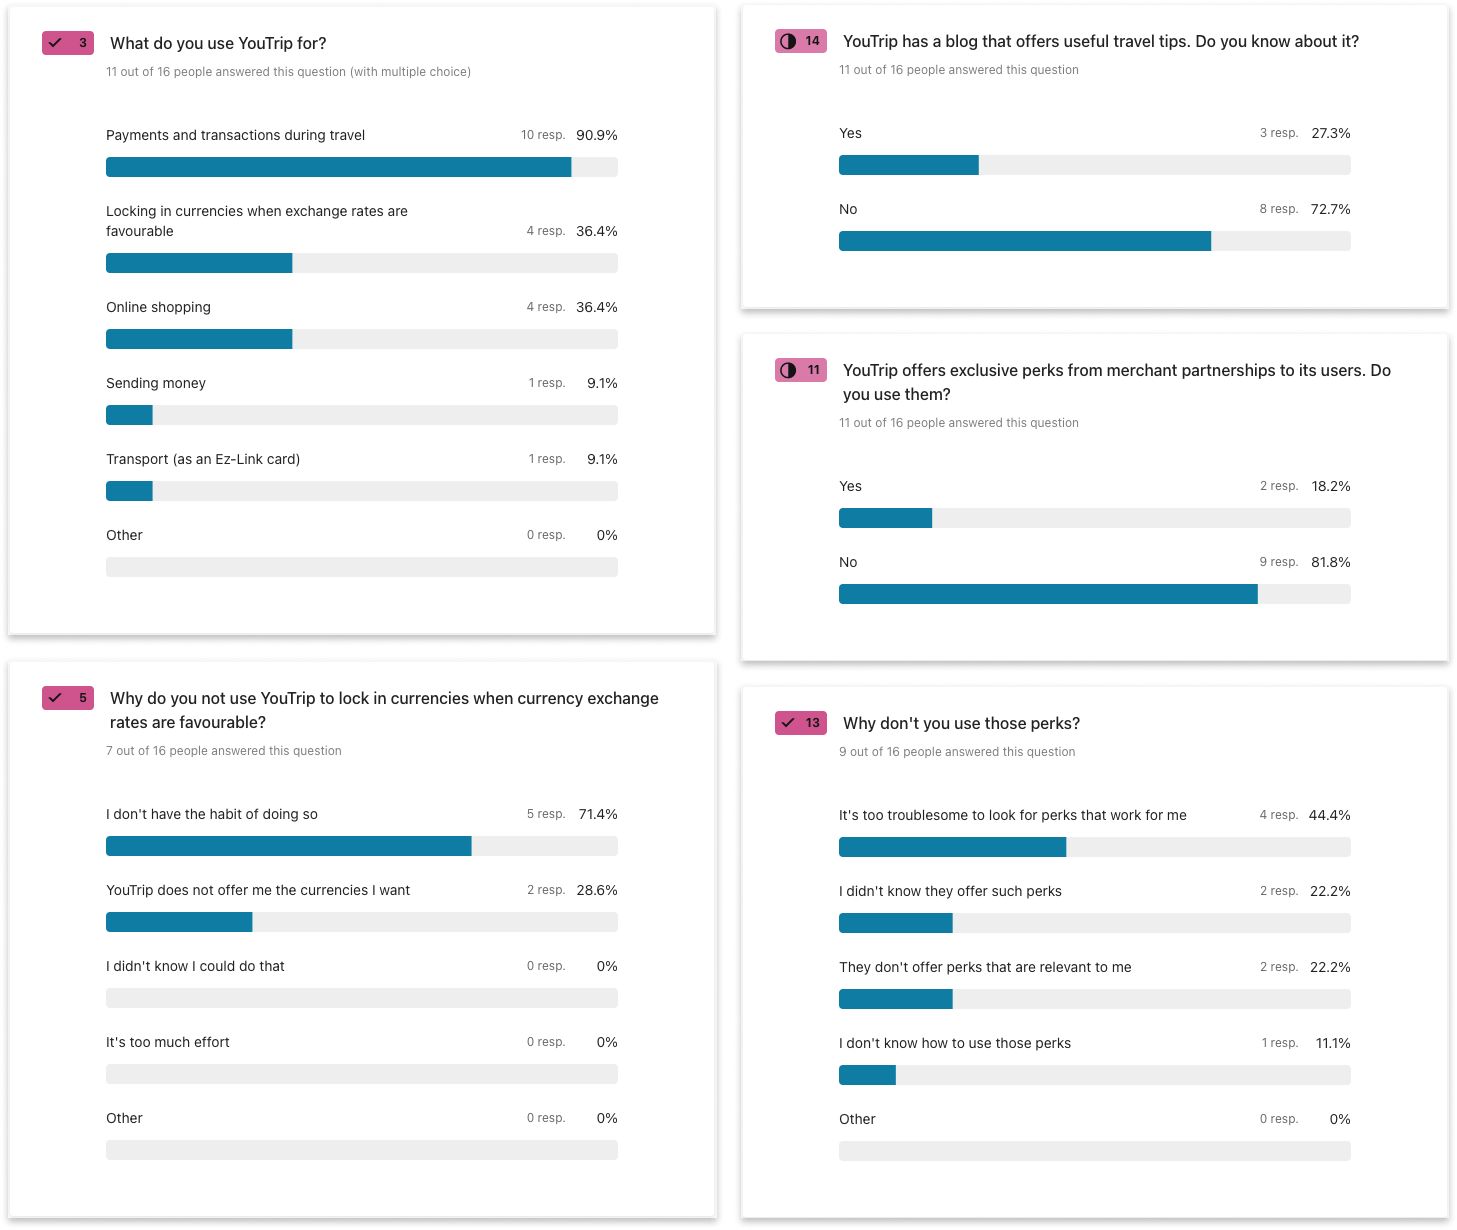 3 What do you use YouTrip for?
11 out of 16 people answered this question (with multiple choice)
Payments and transactions during travel 10 resp. 90.9%
Locking in currencies when exchange rates are
favourable 4 resp. 36.4%
Online shopping 4 resp. 36.4%
Sending money 1 resp. 9.1%
Transport (as an Ez-Link card) 1 resp. 9.1%
Other 0 resp. 0%
5 Why do you not use YouTrip to lock in currencies when currency exchange
rates are favourable?
7 out of 16 people answered this question
I don't have the habit of doing so 5 resp. 71.4%
YouTrip does not offer me the currencies I want 2 resp. 28.6%
I didn't know I could do that 0 resp. 0%
It's too much effort 0 resp. 0%
Other 0 resp. 0%
14 YouTrip has a blog that offers useful travel tips. Do you know about it?
11 out of 16 people answered this question
Yes 3 resp. 27.3%
No 8 resp. 72.7%
11 YouTrip offers exclusive perks from merchant partnerships to its users. Do
you use them?
11 out of 16 people answered this question
Yes 2 resp. 18.2%
No 9 resp. 81.8%
13 Why don't you use those perks?
9 out of 16 people answered this question
It's too troublesome to look for perks that work for me 4 resp. 44.4%
I didn't know they offer such perks 2 resp. 22.2%
They don't offer perks that are relevant to me 2 resp. 22.2%
I don't know how to use those perks 1 resp. 11.1%
Other 0 resp. 0%